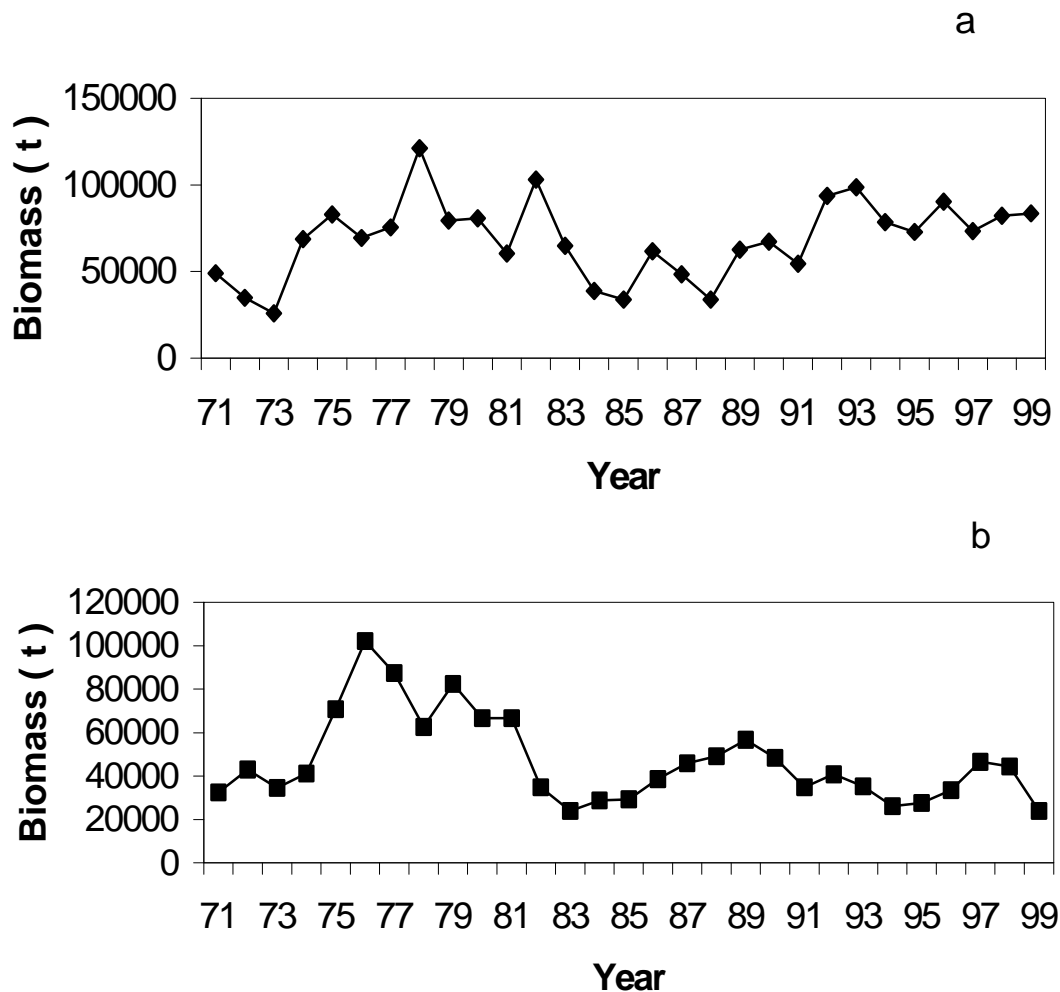 a
150000
100000
50000
0
Biomass ( t )
71 73 75 77 79 81 83 85 87 89 91 93 95 97 99
Year
b
120000
100000
80000
60000
40000
20000
0
Biomass ( t )
71 73 75 77 79 81 83 85 87 89 91 93 95 97 99
Year